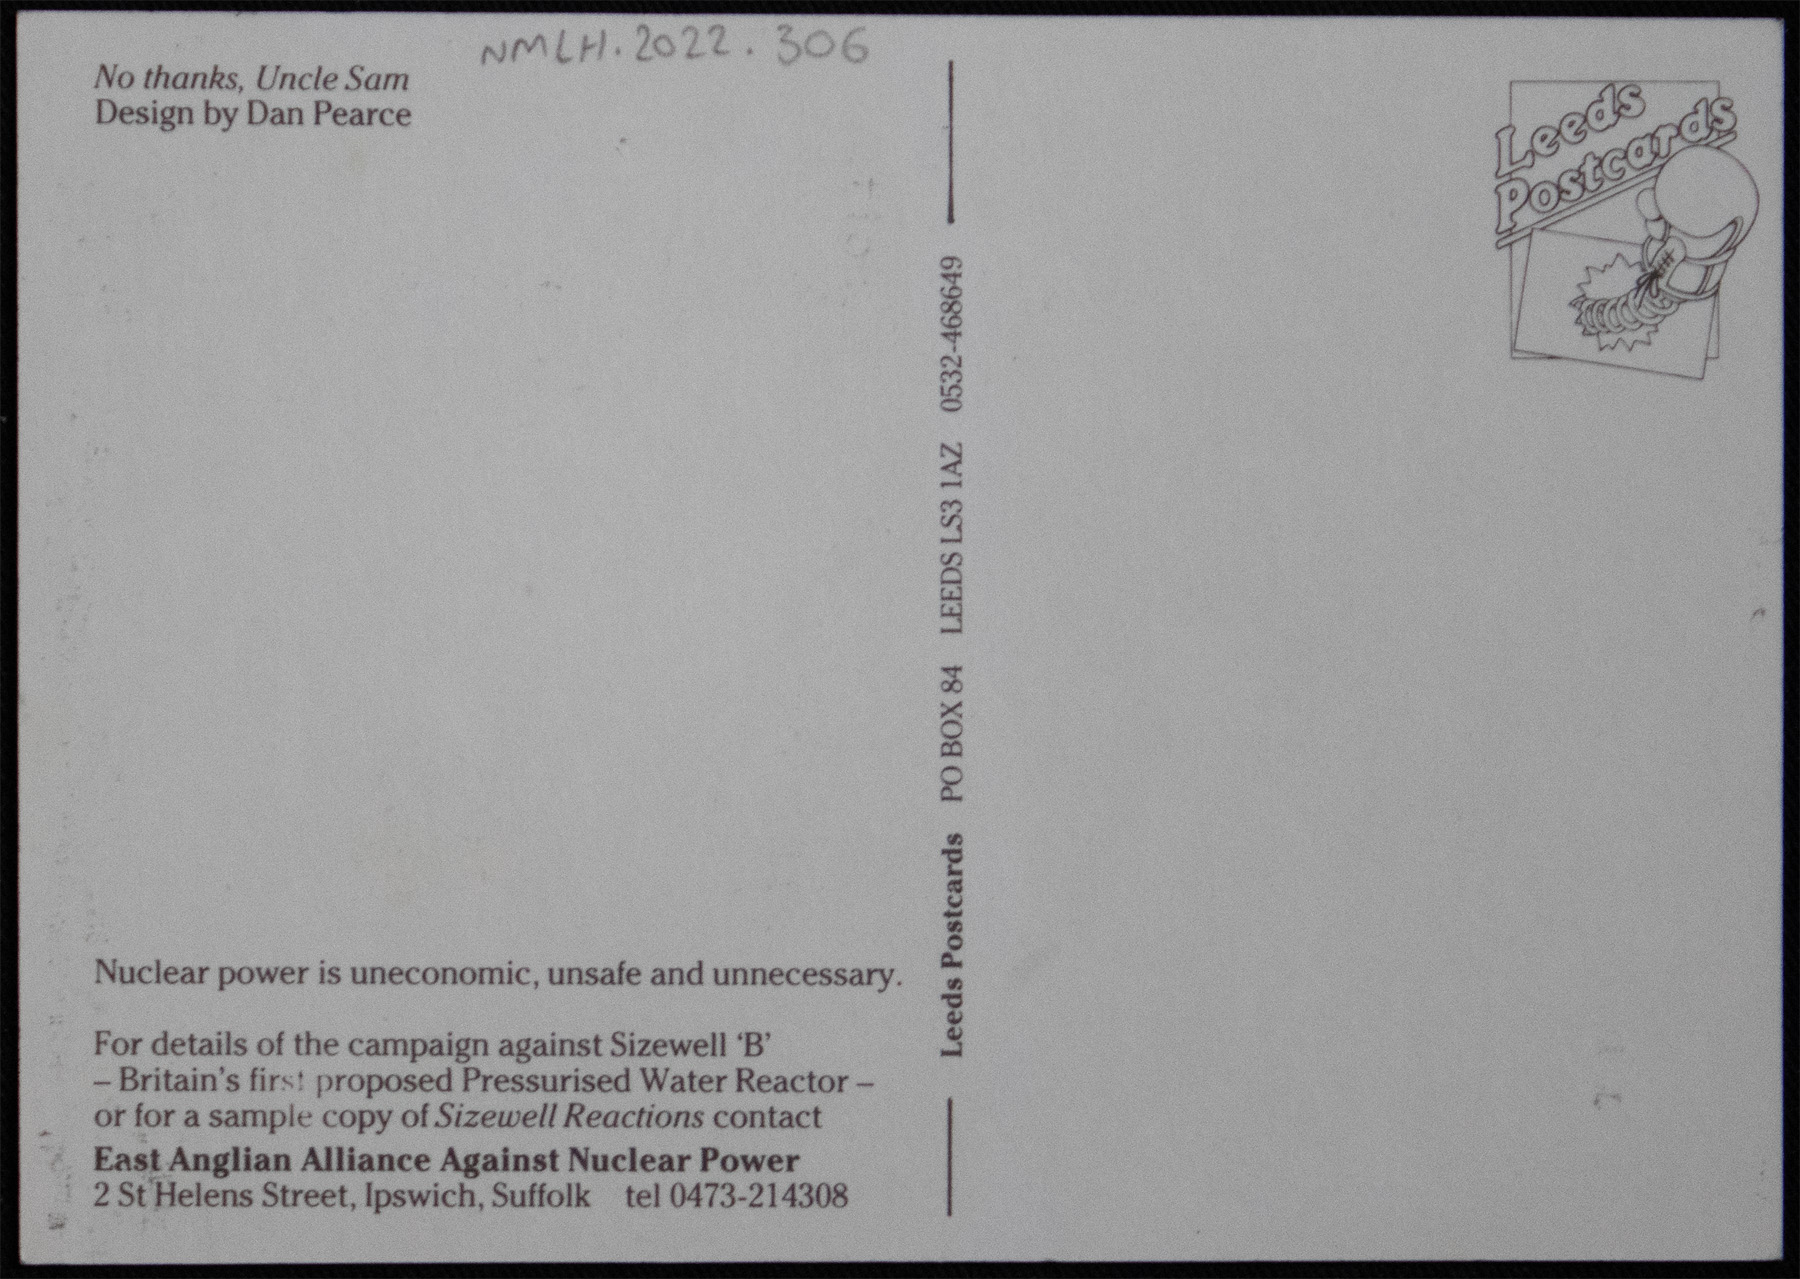 NMLH.2022.306
No thanks, Uncle Sam
Design by Dan Pearce
Nuclear power is uneconomic, unsafe and unnecessary.
For details of the campaign against Sizewell ‘B’
– Britain’s first proposed Pressurised Water Reactor –
or for a sample copy of Sizewell Reactions contact
East Anglian Alliance Against Nuclear Power
2 St Helens Street, Ipswich, Suffolk tel 0473-214308
Leeds Postcards PO BOX 84 LEEDS LS3 1AZ 0532-468649
Leeds
Postcards